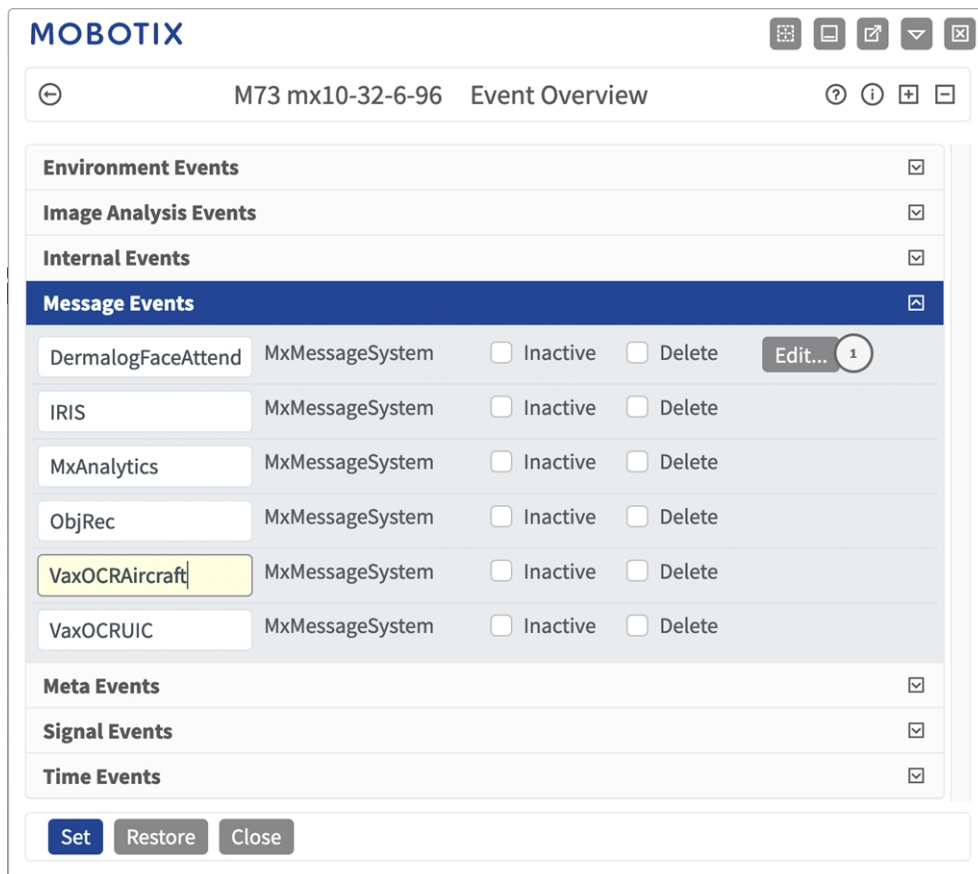 MOBOTIX
M73 mx10-32-6-96 Event Overview
Environment Events
Image Analysis Events
Internal Events
Message Events
DermalogFaceAttend MxMessageSystem Inactive Delete Edit... 1
IRIS MxMessageSystem Inactive Delete
MxAnalytics MxMessageSystem Inactive Delete
ObjRec MxMessageSystem Inactive Delete
VaxOCRAircraft MxMessageSystem Inactive Delete
VaxOCRUIC MxMessageSystem Inactive Delete
Meta Events
Signal Events
Time Events
Set Restore Close